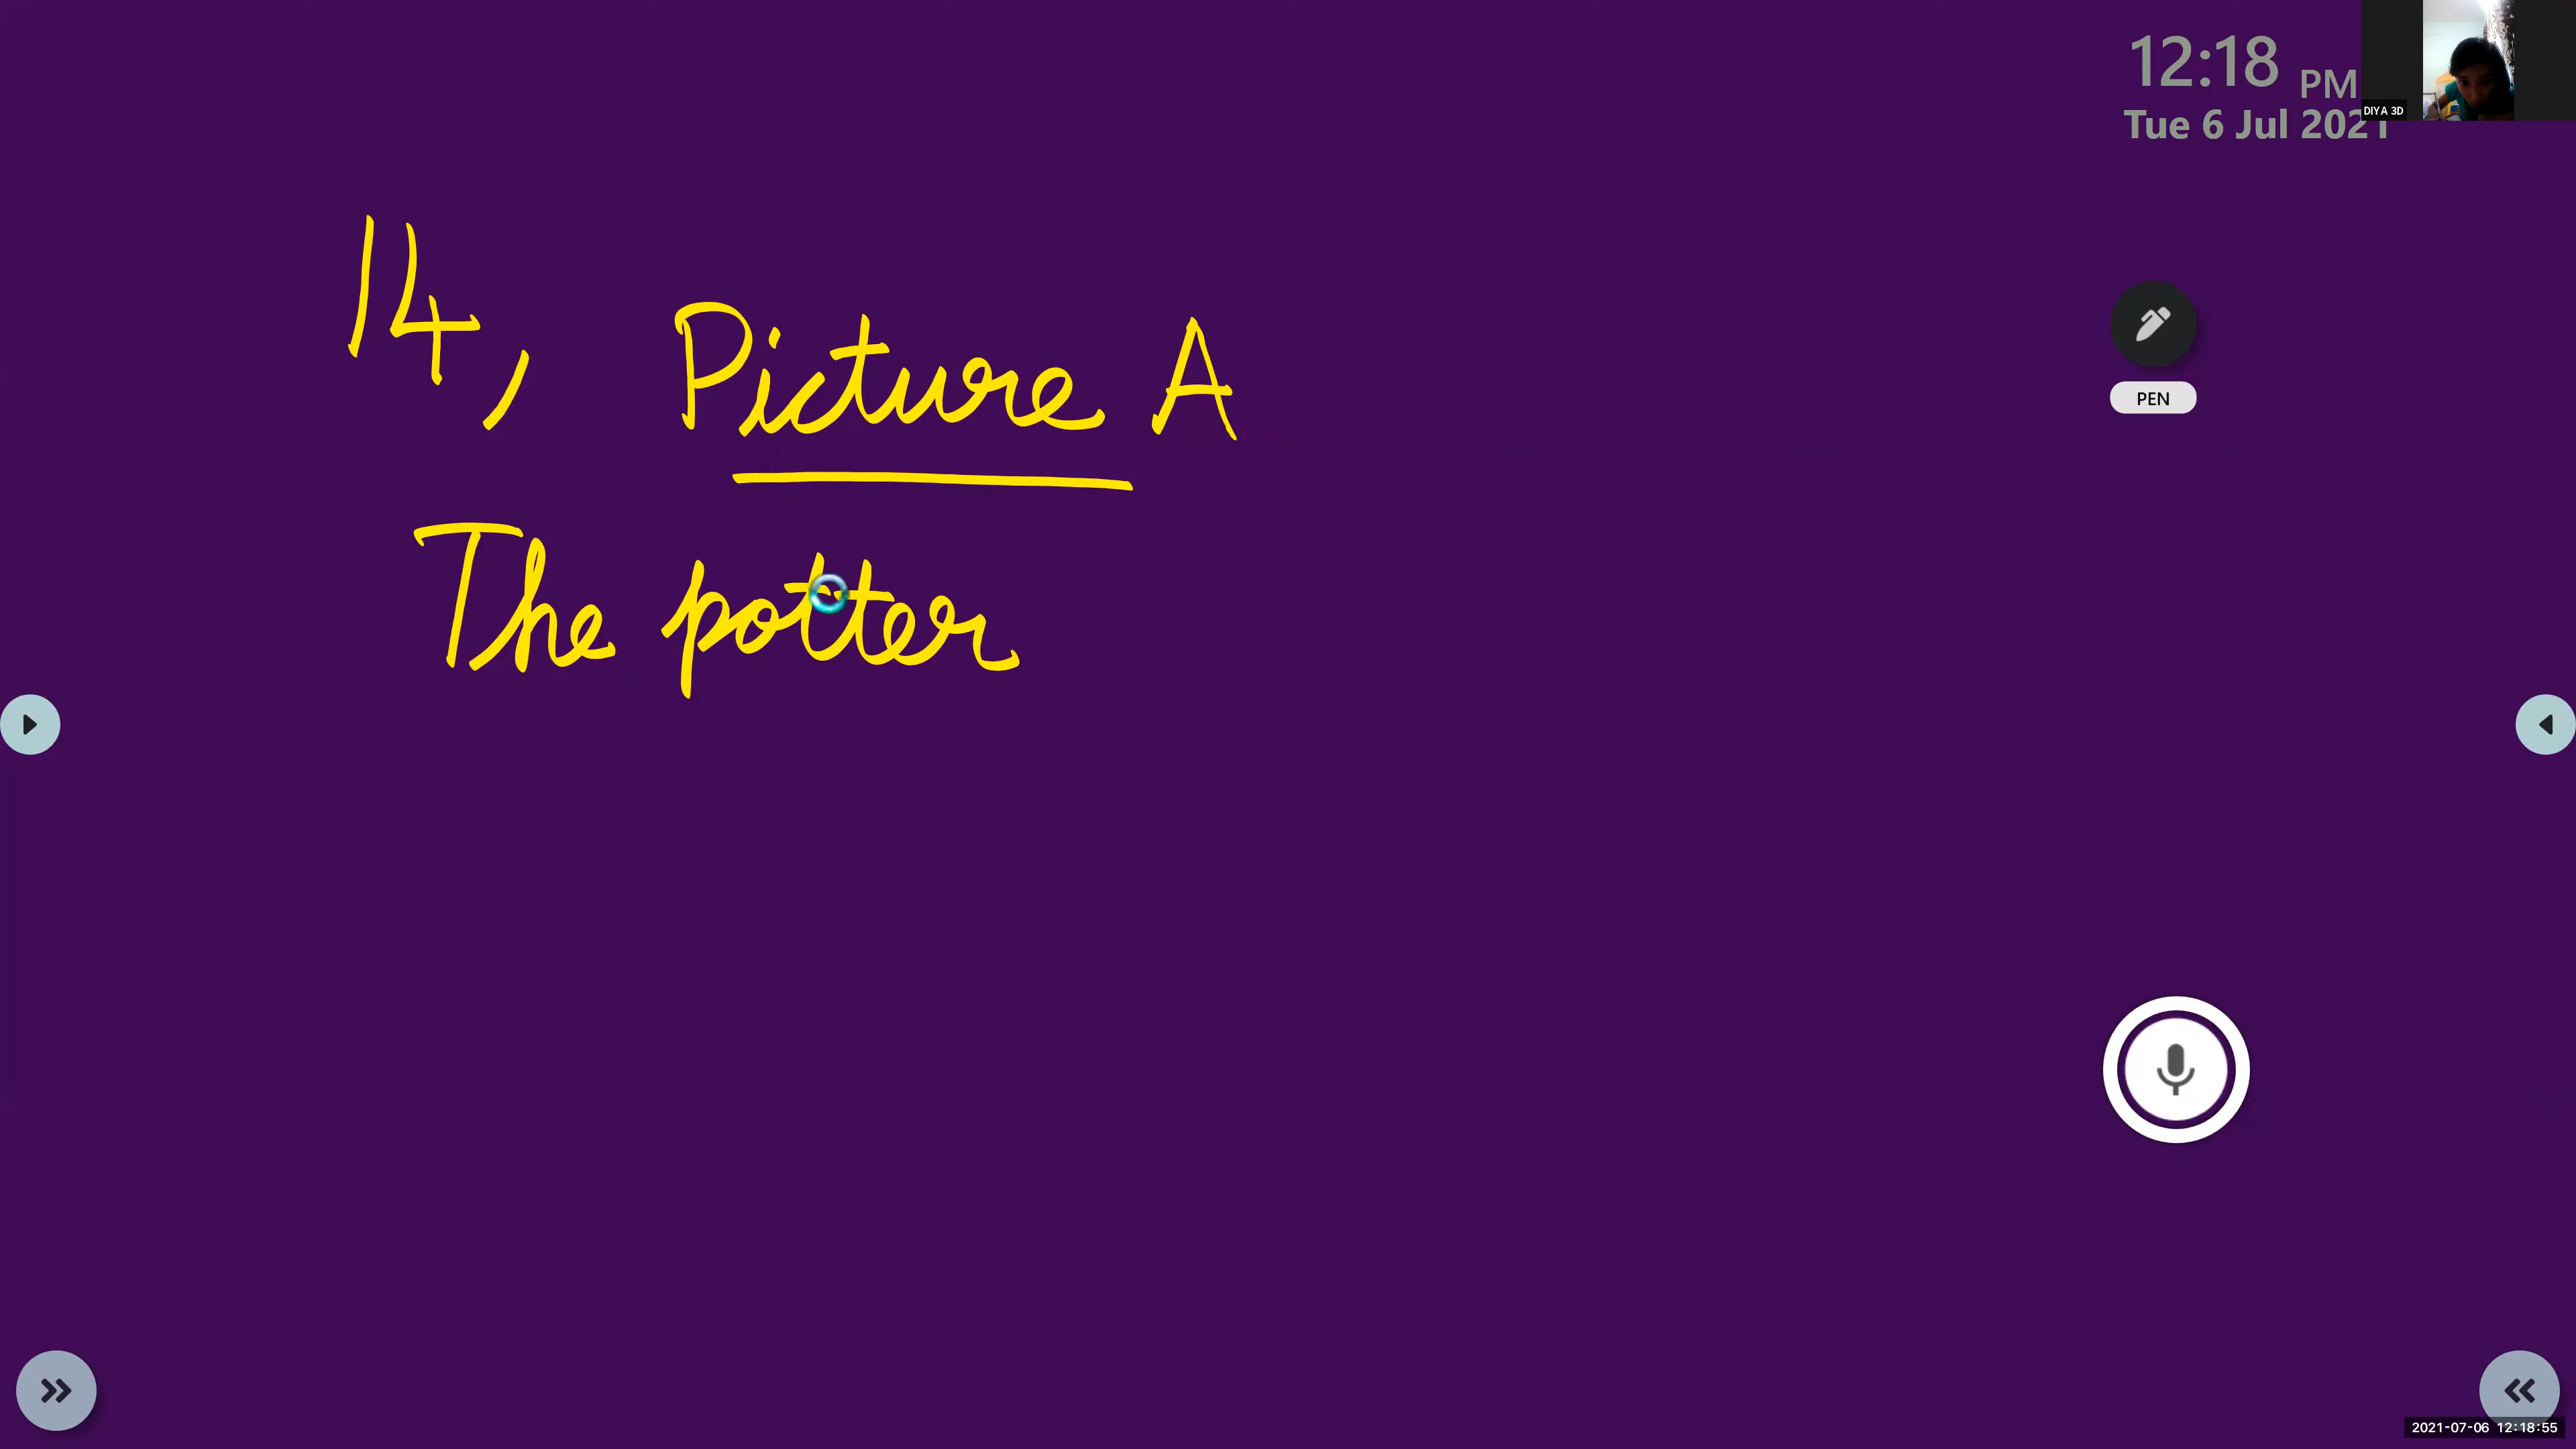 12:18 PM
DIYA 3D
Tue 6 Jul 2021
14, Picture A
PEN
The potter
2021-07-06 12:18:55